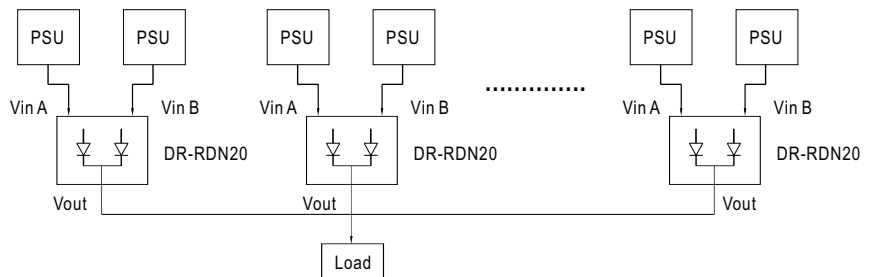 PSU PSU PSU PSU PSU PSU
Vin A Vin B Vin A Vin B Vin A Vin B
DR-RDN20 DR-RDN20 DR-RDN20
Vout Vout Vout
Load